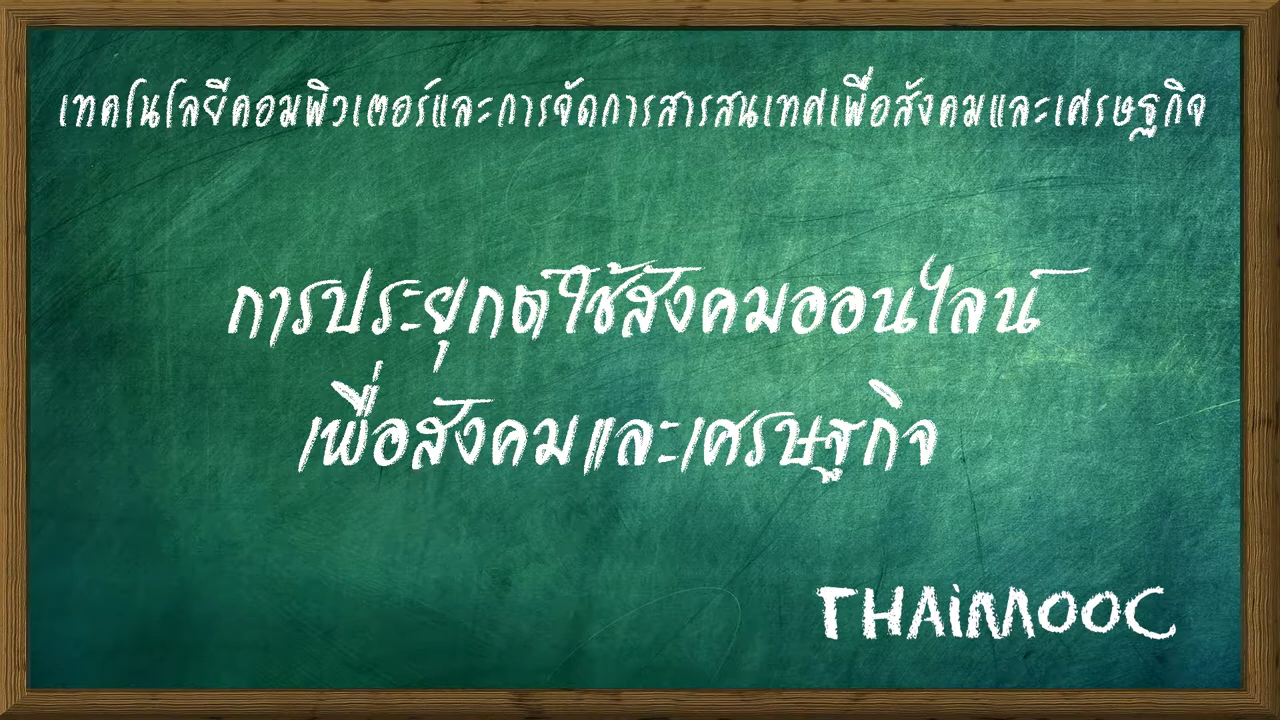 เทคโนโลยีคอมพิวเตอร์และการจัดการสารสนเทศเพื่อสังคมและเศรษฐกิจ
การประยุกต์ใช้สังคมออนไลน์
เพื่อสังคมและเศรษฐกิจ
THAiMOOC